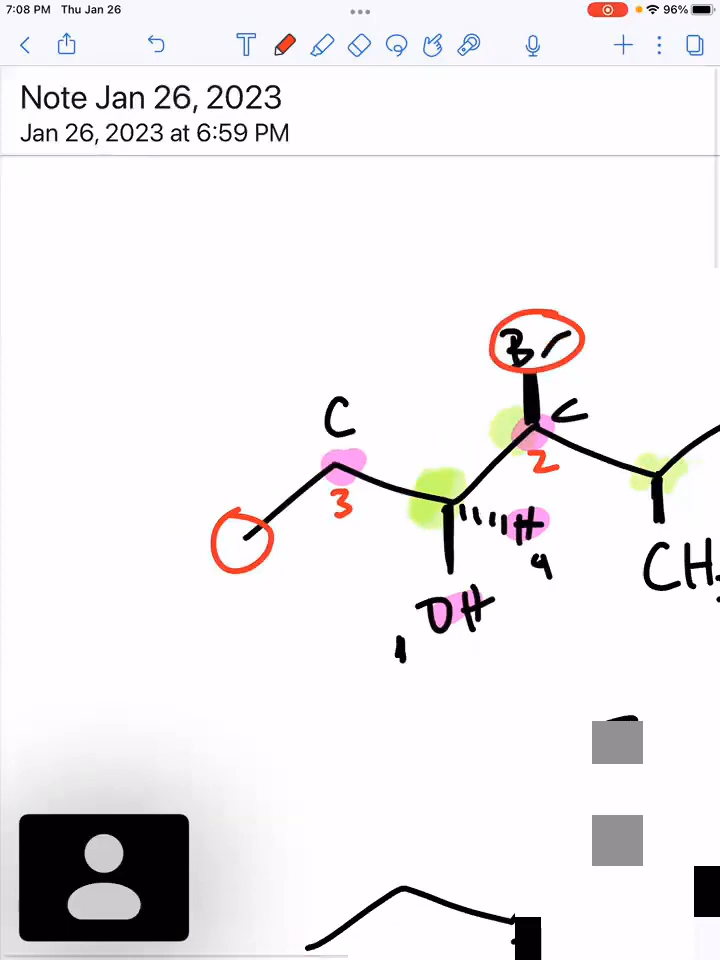 7:08 PM Thu Jan 26
96%
T
Note Jan 26, 2023
Jan 26, 2023 at 6:59 PM
Br
C
C
2
3
H
CH
9
OH
1